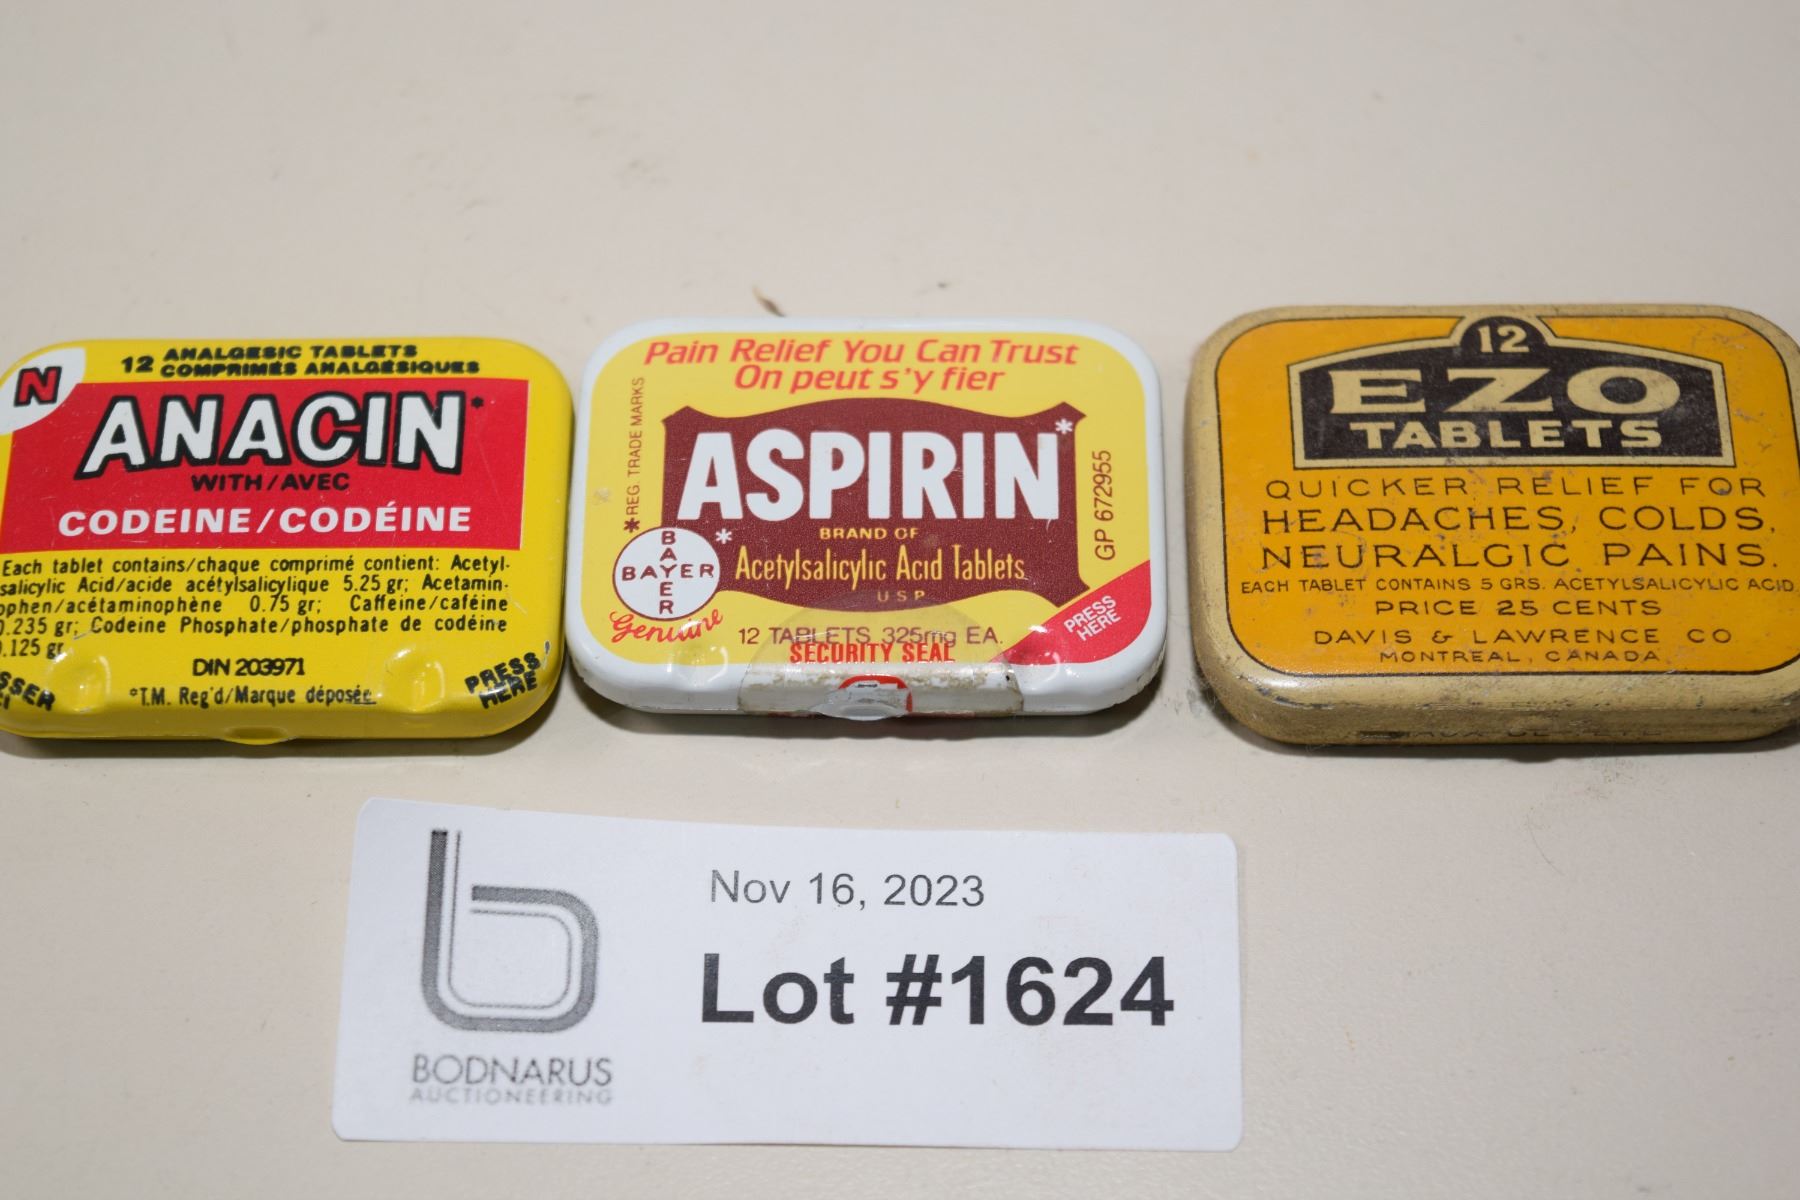 N
12 ANALGESIC TABLETS
COMPRIMÉS ANALGÉSIQUES
ANACIN*
WITH/AVEC
CODEINE/CODÉINE
Each tablet contains/chaque comprimé contient: Acetyl-
salicylic Acid/acide acétylsalicylique 5.25 gr; Acetamin-
ophen/acétaminophène 0.75 gr; Caffeine/caféine
0.235 gr; Codeine Phosphate/phosphate de codéine
.125 gr
DIN 203971
*T.M. Reg'd/Marque déposée
PRESS
HERE
Pain Relief You Can Trust
On peut s'y fier
*REG. TRADE MARKS
ASPIRIN*
BRAND OF
Acetylsalicylic Acid Tablets
U.S.P.
BAYER
BAYER
*
Genuine
GP 672955
12 TABLETS 325mg EA.
SECURITY SEAL
PRESS
HERE
12
EZO
TABLETS
QUICKER RELIEF FOR
HEADACHES, COLDS,
NEURALGIC PAINS.
EACH TABLET CONTAINS 5 GRS. ACETYLSALICYLIC ACID
PRICE 25 CENTS
DAVIS & LAWRENCE CO
MONTREAL, CANADA
Nov 16, 2023
Lot #1624
BODNARUS
AUCTIONEERING